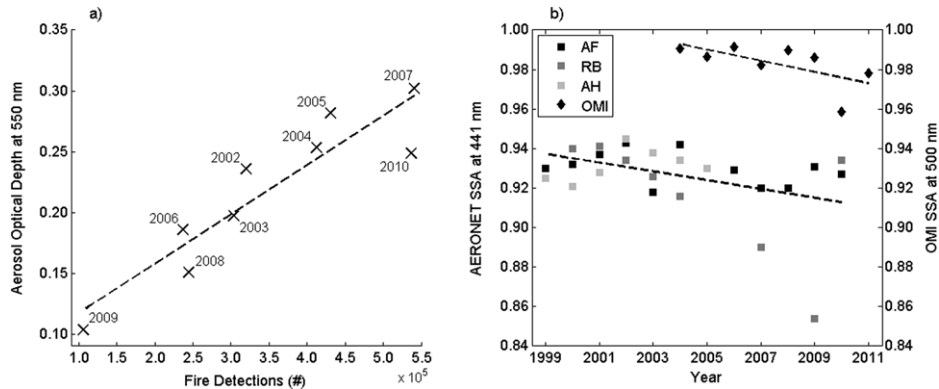 a)
Aerosol Optical Depth at 550 nm
0.35
0.30
0.25
0.20
0.15
0.10
2007
2005
2004
2010
2002
2006
2003
2008
2009
1.0 1.5 2.0 2.5 3.0 3.5 4.0 4.5 5.0 5.5
Fire Detections (#)
× 10^5
b)
AERONET SSA at 441 nm
1.00
0.98
0.96
0.94
0.92
0.90
0.88
0.86
0.84
AF
RB
AH
OMI
1999 2001 2003 2005 2007 2009 2011
Year
1.00
0.98
0.96
0.94
0.92
0.90
0.88
0.86
0.84
OMI SSA at 500 nm